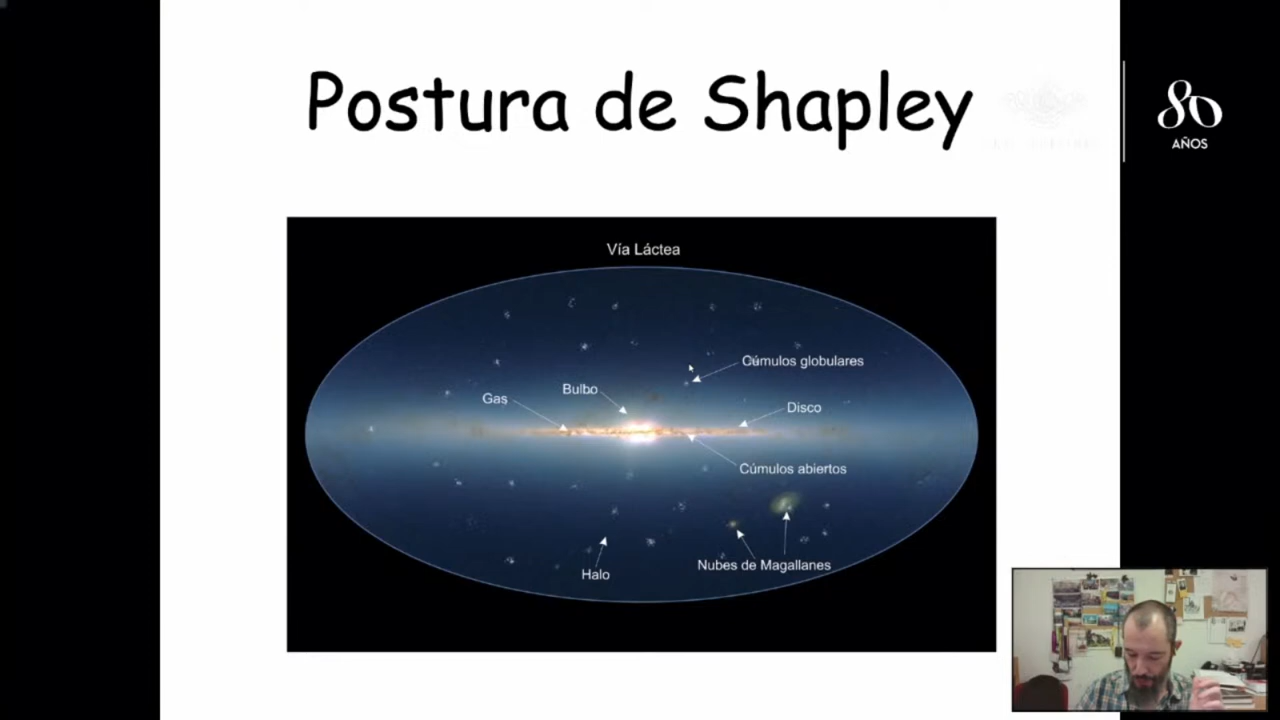 Postura de Shapley
80
AÑOS
Vía Láctea
Cúmulos globulares
Bulbo
Gas
Disco
Cúmulos abiertos
Nubes de Magallanes
Halo